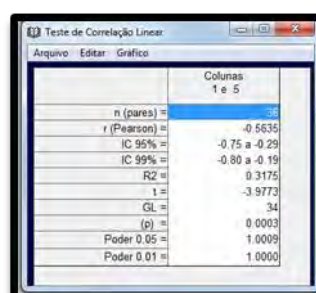 Teste de Correlação Linear
Arquivo Editar Gráfico
Colunas
1 e 5
n (pares) = 36
r (Pearson) = -0.5635
IC 95% = -0.75 a -0.29
IC 99% = -0.80 a -0.19
R2 = 0.3175
t = -3.9773
GL = 34
(p) = 0.0003
Poder 0.05 = 1.0009
Poder 0.01 = 1.0000